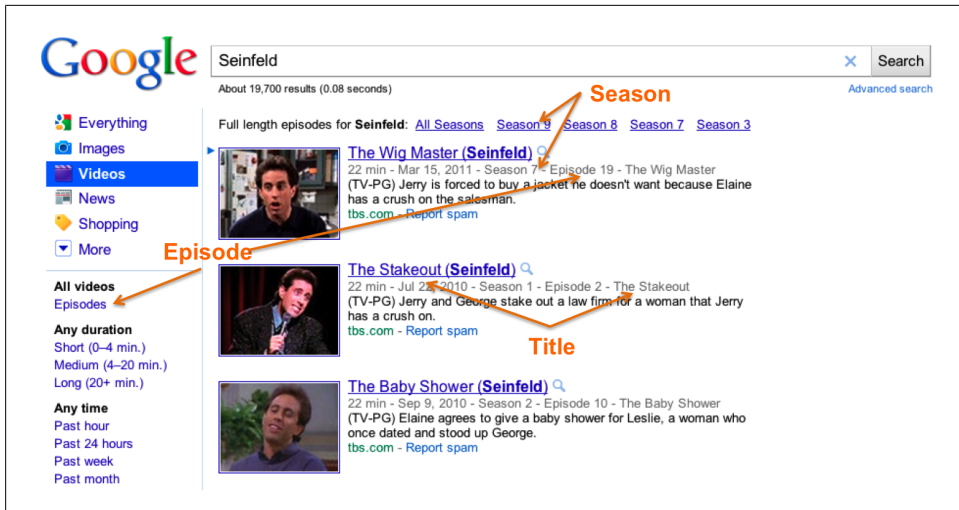 Google
Seinfeld
Search
About 19,700 results (0.08 seconds)
Advanced search
Season
Everything
Images
Videos
News
Shopping
More
Episode
All videos
Episodes
Any duration
Short (0–4 min.)
Medium (4–20 min.)
Long (20+ min.)
Any time
Past hour
Past 24 hours
Past week
Past month
Full length episodes for Seinfeld: All Seasons Season 9 Season 8 Season 7 Season 3
The Wig Master (Seinfeld)
22 min - Mar 15, 2011 - Season 7 - Episode 19 - The Wig Master
(TV-PG) Jerry is forced to buy a jacket he doesn't want because Elaine
has a crush on the salesman.
tbs.com - Report spam
The Stakeout (Seinfeld)
22 min - Jul 22, 2010 - Season 1 - Episode 2 - The Stakeout
(TV-PG) Jerry and George stake out a law firm for a woman that Jerry
has a crush on.
tbs.com - Report spam
Title
The Baby Shower (Seinfeld)
22 min - Sep 9, 2010 - Season 2 - Episode 10 - The Baby Shower
(TV-PG) Elaine agrees to give a baby shower for Leslie, a woman who
once dated and stood up George.
tbs.com - Report spam